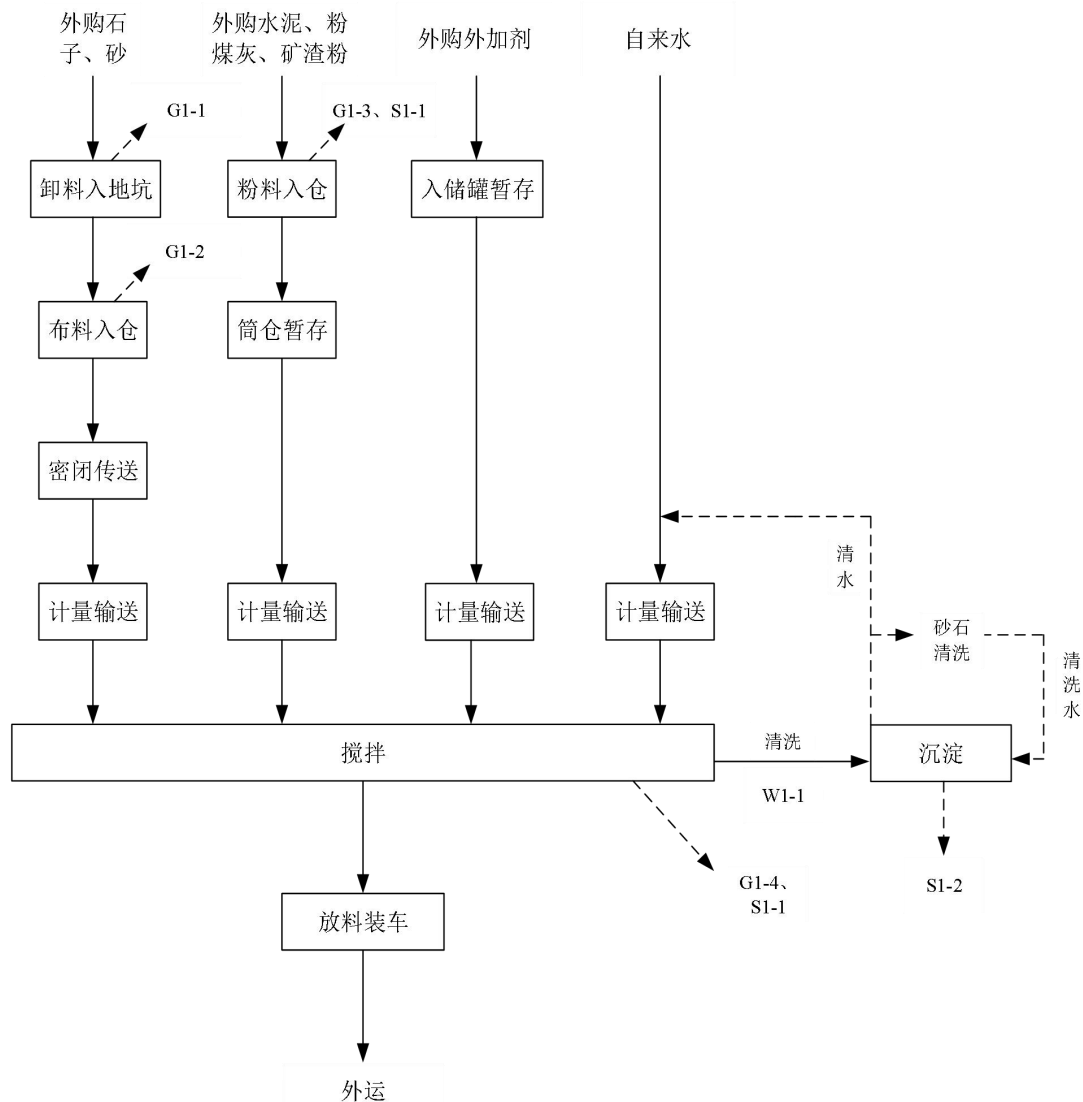 外购石
子、砂
外购水泥、粉
煤灰、矿渣粉
外购外加剂
自来水
G1-1
G1-3、S1-1
卸料入地坑
粉料入仓
入储罐暂存
G1-2
布料入仓
筒仓暂存
密闭传送
清
水
计量输送
计量输送
计量输送
计量输送
砂石
清洗
清
洗
水
搅拌
清洗
W1-1
沉淀
G1-4、
S1-1
S1-2
放料装车
外运